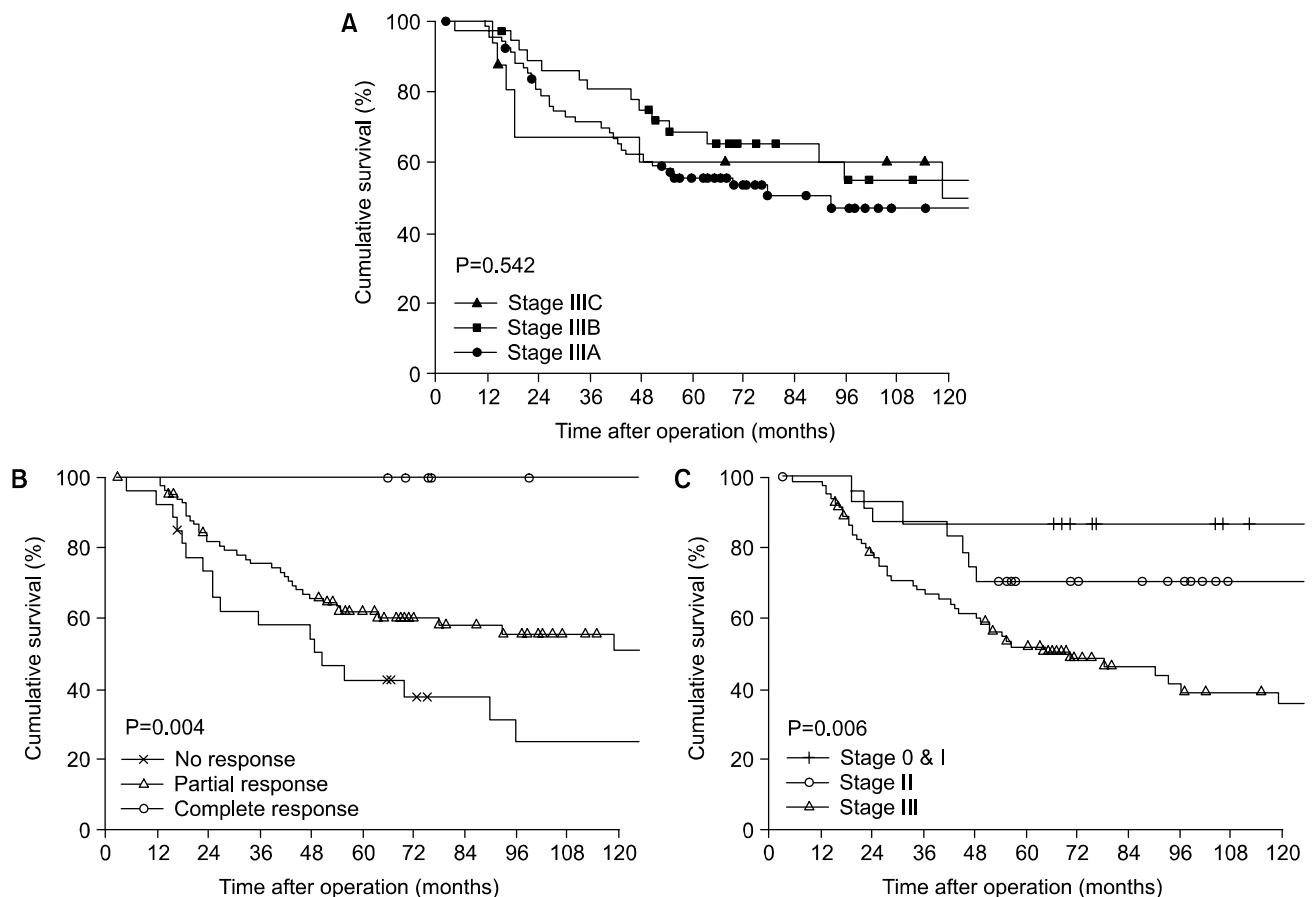 A
Cumulative survival (%)
100
80
60
40
20
0
P=0.542
Stage IIIC
Stage IIIB
Stage IIIA
0 12 24 36 48 60 72 84 96 108 120
Time after operation (months)
B
Cumulative survival (%)
100
80
60
40
20
0
P=0.004
No response
Partial response
Complete response
0 12 24 36 48 60 72 84 96 108 120
Time after operation (months)
C
Cumulative survival (%)
100
80
60
40
20
0
P=0.006
Stage 0 & I
Stage II
Stage III
0 12 24 36 48 60 72 84 96 108 120
Time after operation (months)